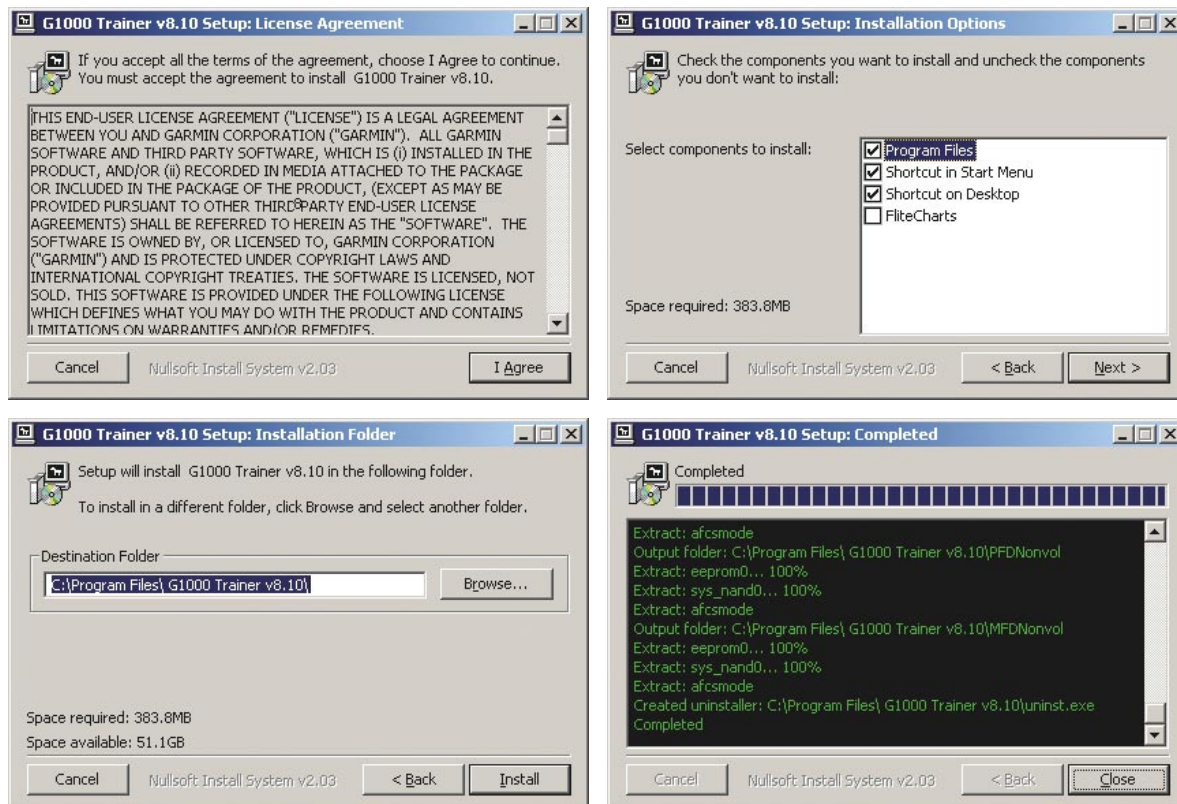 G1000 Trainer v8.10 Setup: License Agreement
If you accept all the terms of the agreement, choose I Agree to continue.
You must accept the agreement to install G1000 Trainer v8.10.
THIS END-USER LICENSE AGREEMENT ("LICENSE") IS A LEGAL AGREEMENT
BETWEEN YOU AND GARMIN CORPORATION ("GARMIN"). ALL GARMIN
SOFTWARE AND THIRD PARTY SOFTWARE, WHICH IS (i) INSTALLED IN THE
PRODUCT, AND/OR (ii) RECORDED IN MEDIA ATTACHED TO THE PACKAGE
OR INCLUDED IN THE PACKAGE OF THE PRODUCT, (EXCEPT AS MAY BE
PROVIDED PURSUANT TO OTHER THIRD PARTY END-USER LICENSE
AGREEMENTS) SHALL BE REFERRED TO HEREIN AS THE "SOFTWARE". THE
SOFTWARE IS OWNED BY, OR LICENSED TO, GARMIN CORPORATION
("GARMIN") AND IS PROTECTED UNDER COPYRIGHT LAWS AND
INTERNATIONAL COPYRIGHT TREATIES. THE SOFTWARE IS LICENSED, NOT
SOLD. THIS SOFTWARE IS PROVIDED UNDER THE FOLLOWING LICENSE
WHICH DEFINES WHAT YOU MAY DO WITH THE PRODUCT AND CONTAINS
LIMITATIONS ON WARRANTIES AND/OR REMEDIES.
Cancel
Nullsoft Install System v2.03
I Agree
G1000 Trainer v8.10 Setup: Installation Options
Check the components you want to install and uncheck the components
you don't want to install:
Select components to install:
Program Files
Shortcut in Start Menu
Shortcut on Desktop
FliteCharts
Space required: 383.8MB
Cancel
Nullsoft Install System v2.03
< Back
Next >
G1000 Trainer v8.10 Setup: Installation Folder
Setup will install G1000 Trainer v8.10 in the following folder.
To install in a different folder, click Browse and select another folder.
Destination Folder
C:\Program Files\ G1000 Trainer v8.10\
Browse...
Space required: 383.8MB
Space available: 51.1GB
Cancel
Nullsoft Install System v2.03
< Back
Install
G1000 Trainer v8.10 Setup: Completed
Completed
Extract: afcsmode
Output folder: C:\Program Files\ G1000 Trainer v8.10\PFDNonvol
Extract: eeprom0... 100%
Extract: sys_nand0... 100%
Extract: afcsmode
Output folder: C:\Program Files\ G1000 Trainer v8.10\MFDNonvol
Extract: eeprom0... 100%
Extract: sys_nand0... 100%
Extract: afcsmode
Created uninstaller: C:\Program Files\ G1000 Trainer v8.10\uninst.exe
Completed
Cancel
Nullsoft Install System v2.03
< Back
Close